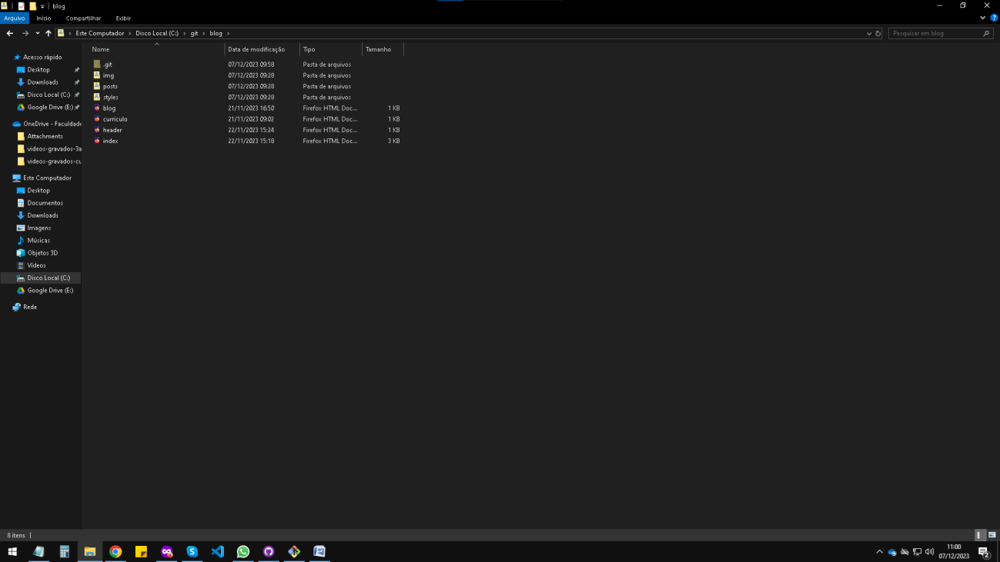 blog
Arquivo Início Compartilhar Exibir
Este Computador Disco Local (C:) git blog
Pesquisar em blog
Nome Data de modificação Tipo Tamanho
.git 07/12/2023 09:58 Pasta de arquivos
img 07/12/2023 09:28 Pasta de arquivos
posts 07/12/2023 09:28 Pasta de arquivos
styles 07/12/2023 09:28 Pasta de arquivos
blog 21/11/2023 16:50 Firefox HTML Doc... 1 KB
curriculo 21/11/2023 09:02 Firefox HTML Doc... 1 KB
header 22/11/2023 15:24 Firefox HTML Doc... 1 KB
index 22/11/2023 15:18 Firefox HTML Doc... 3 KB
Acesso rápido
Desktop
Downloads
Disco Local (C:)
Google Drive (E:)
OneDrive - Faculdade
Attachments
videos-gravados-3a
videos-gravados-cu
Este Computador
Desktop
Documentos
Downloads
Imagens
Músicas
Objetos 3D
Vídeos
Disco Local (C:)
Google Drive (E:)
Rede
8 itens
11:00
07/12/2023
2